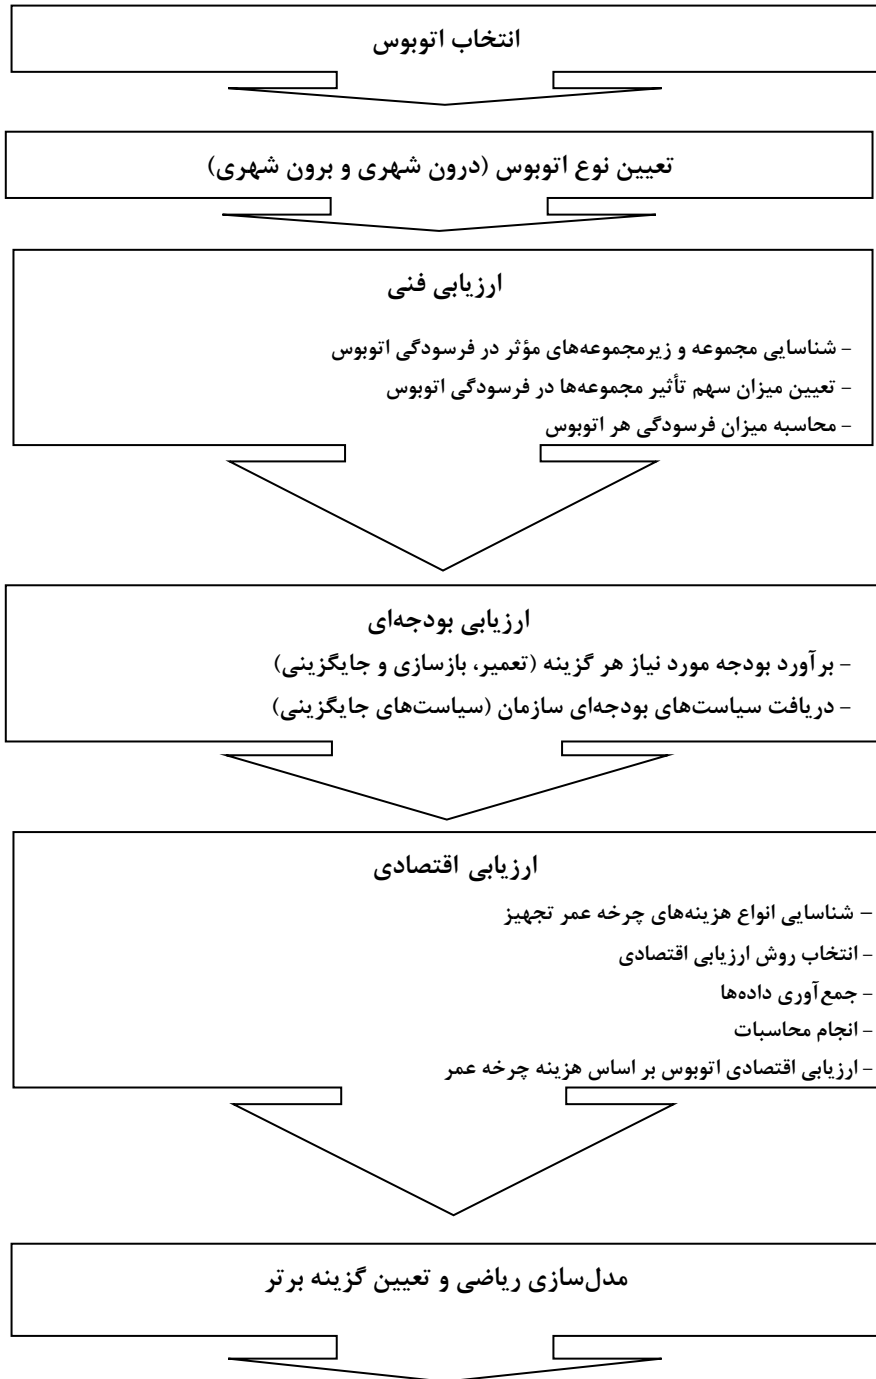 انتخاب اتوبوس
تعیین نوع اتوبوس (درون شهری و برون شهری)
ارزیابی فنی
- شناسایی مجموعه و زیرمجموعه‌های مؤثر در فرسودگی اتوبوس
- تعیین میزان سهم تأثیر مجموعه‌ها در فرسودگی اتوبوس
- محاسبه میزان فرسودگی هر اتوبوس
ارزیابی بودجه‌ای
- برآورد بودجه مورد نیاز هر گزینه (تعمیر، بازسازی و جایگزینی)
- دریافت سیاست‌های بودجه‌ای سازمان (سیاست‌های جایگزینی)
ارزیابی اقتصادی
- شناسایی انواع هزینه‌های چرخه عمر تجهیز
- انتخاب روش ارزیابی اقتصادی
- جمع‌آوری داده‌ها
- انجام محاسبات
- ارزیابی اقتصادی اتوبوس بر اساس هزینه چرخه عمر
مدل‌سازی ریاضی و تعیین گزینه برتر